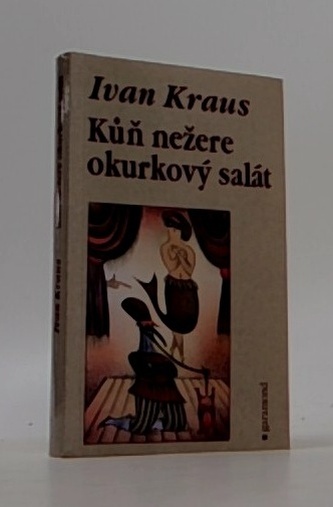 Ivan Kraus
Kůň nežere
okurkový salát
garamond
Ivan Kraus